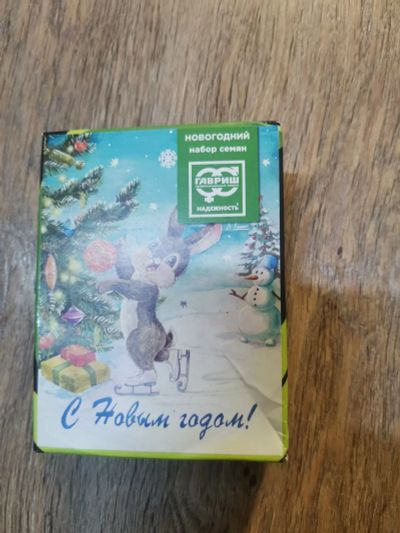 НОВОГОДНИЙ
набор семян
ГАВРИШ
НАДЕЖНОСТЬ
С Новым годом!